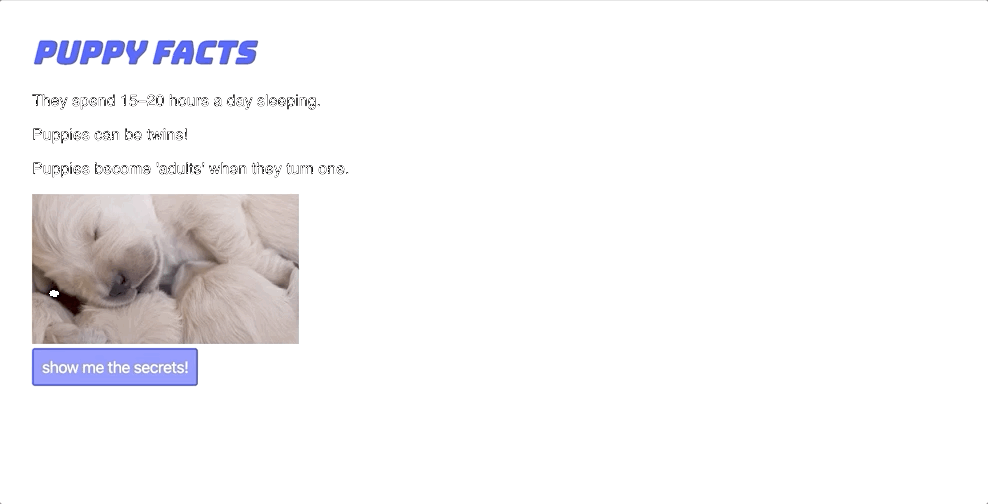 PUPPY FACTS
They spend 15–20 hours a day sleeping.
Puppies can be twins!
Puppies become 'adults' when they turn one.
show me the secrets!